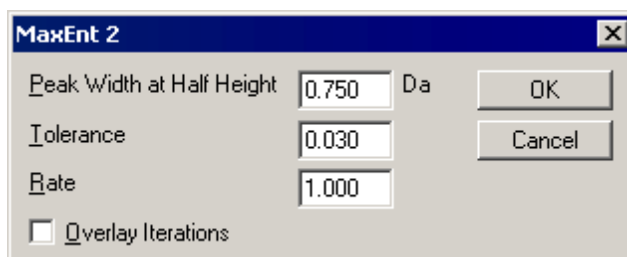 MaxEnt 2
Peak Width at Half Height 0.750 Da OK
Tolerance 0.030 Cancel
Rate 1.000
Overlay Iterations